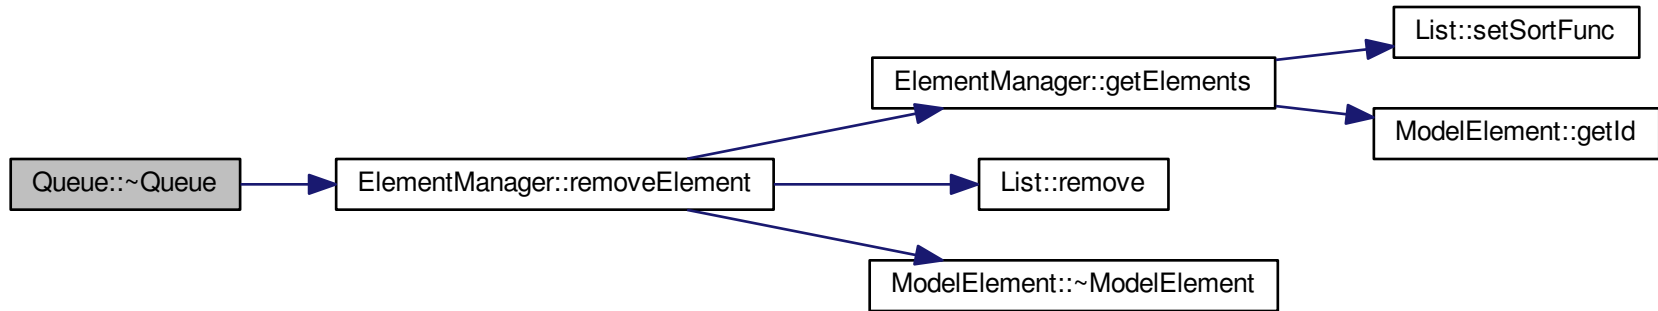 Queue::~Queue
ElementManager::removeElement
ElementManager::getElements
List::setSortFunc
ModelElement::getId
List::remove
ModelElement::~ModelElement